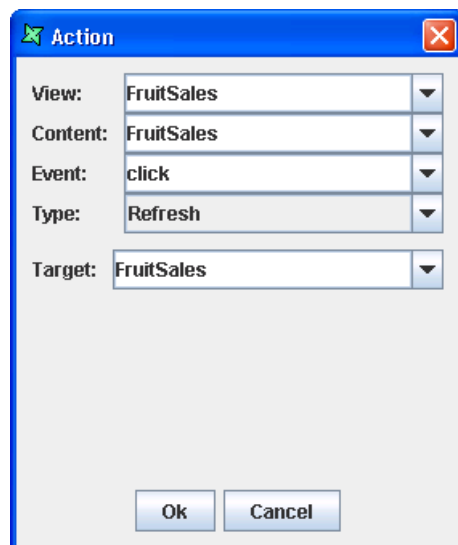 Action
View: FruitSales
Content: FruitSales
Event: click
Type: Refresh
Target: FruitSales
Ok Cancel